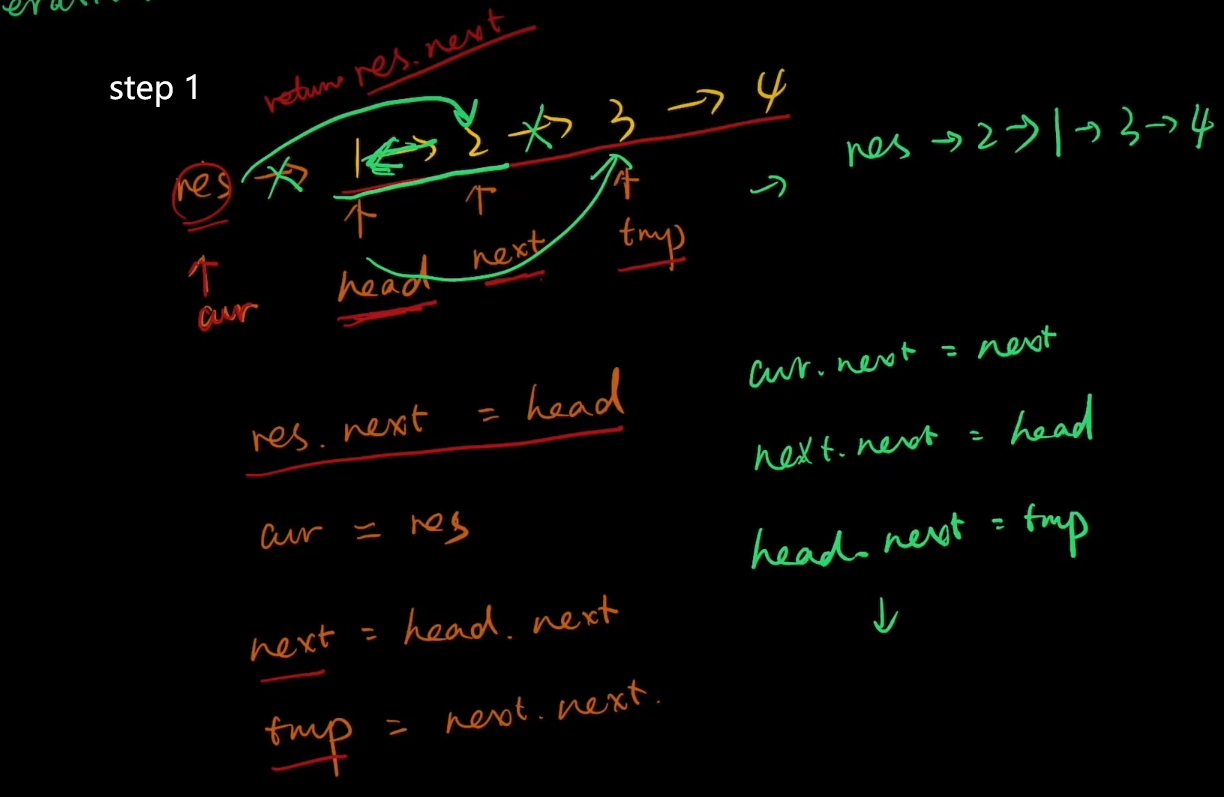 step 1
return res.next
res → 1 → 2 → 3 → 4
→ res → 2 → 1 → 3 → 4
cur
head
next
tmp
res.next = head
cur = res
next = head.next
tmp = next.next.
cur.next = next
next.next = head
head.next = tmp
↓